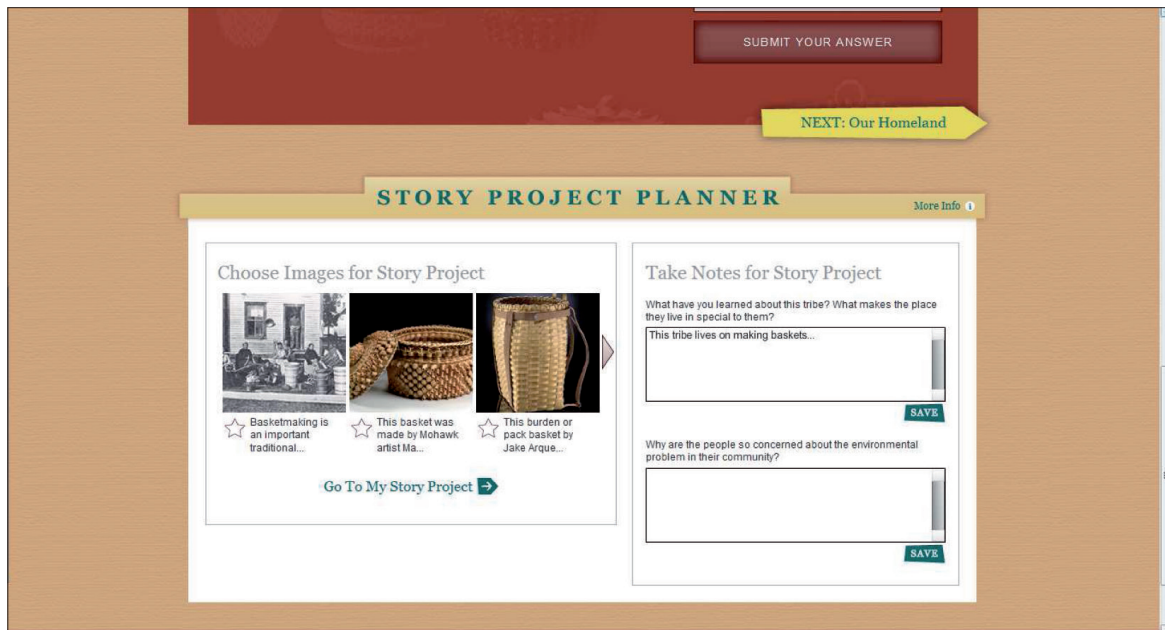 SUBMIT YOUR ANSWER
NEXT: Our Homeland
STORY PROJECT PLANNER
More Info i
Choose Images for Story Project
Basketmaking is
an important
traditional...
This basket was
made by Mohawk
artist Ma...
This burden or
pack basket by
Jake Arque...
Go To My Story Project
Take Notes for Story Project
What have you learned about this tribe? What makes the place
they live in special to them?
This tribe lives on making baskets...
SAVE
Why are the people so concerned about the environmental
problem in their community?
SAVE